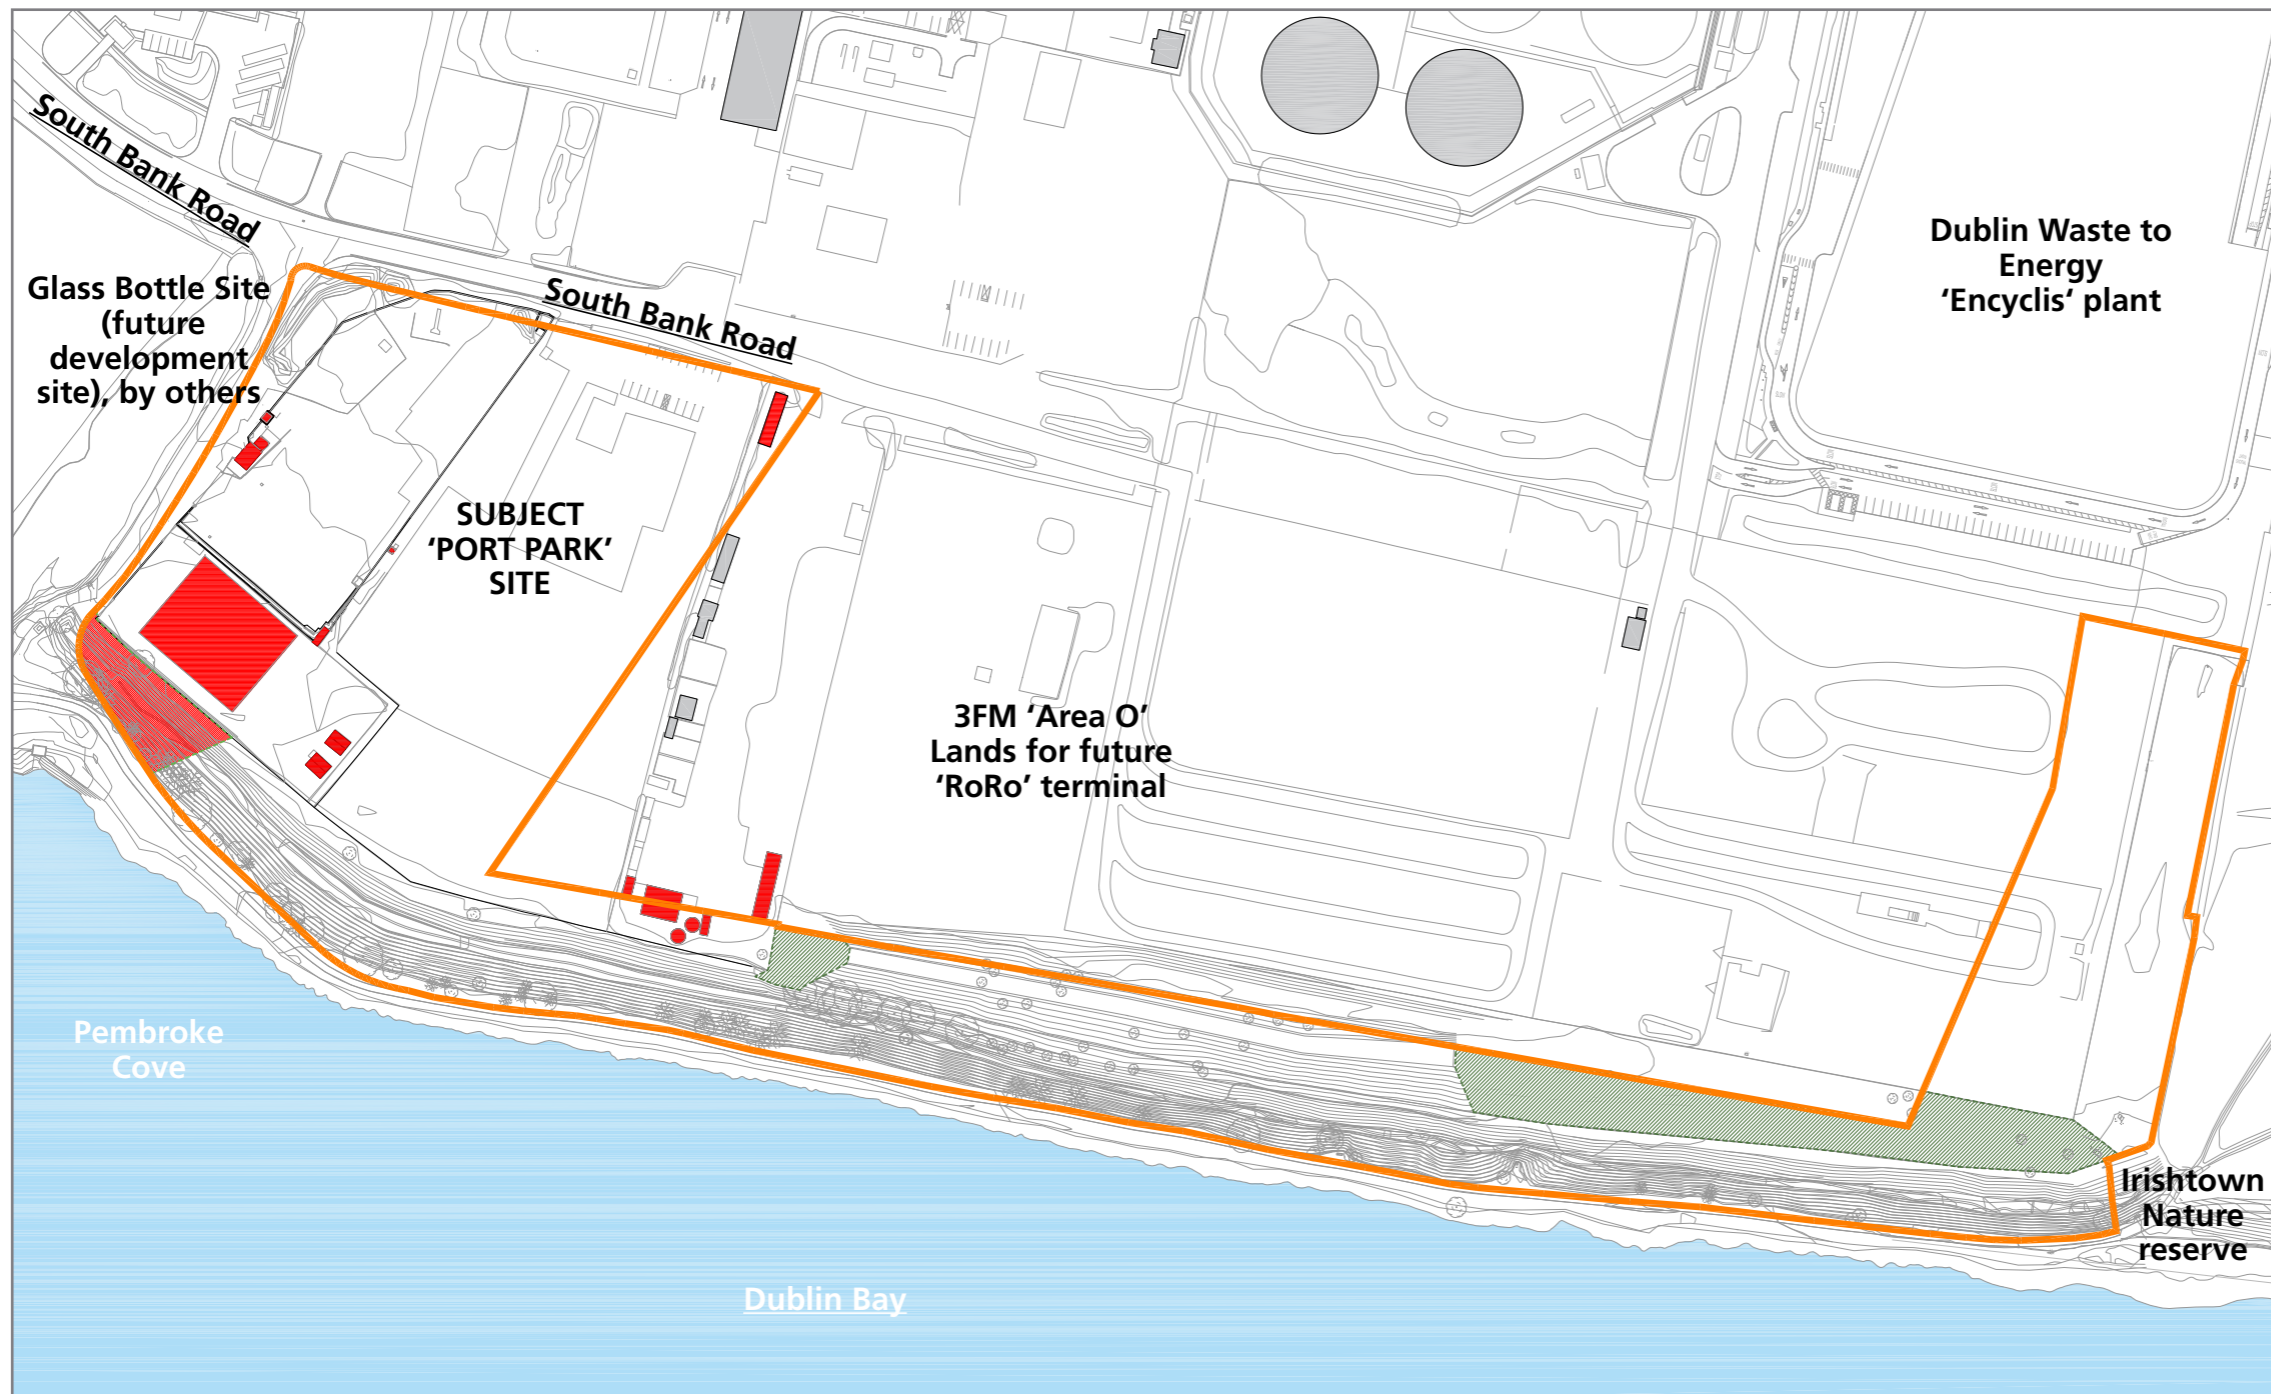 South Bank Road
Dublin Waste to
Energy
‘Encyclis‘ plant
Glass Bottle Site
(future
development
site), by others
South Bank Road
SUBJECT
‘PORT PARK’
SITE
3FM ‘Area O’
Lands for future
‘RoRo’ terminal
Pembroke
Cove
Irishtown
Nature
reserve
Dublin Bay